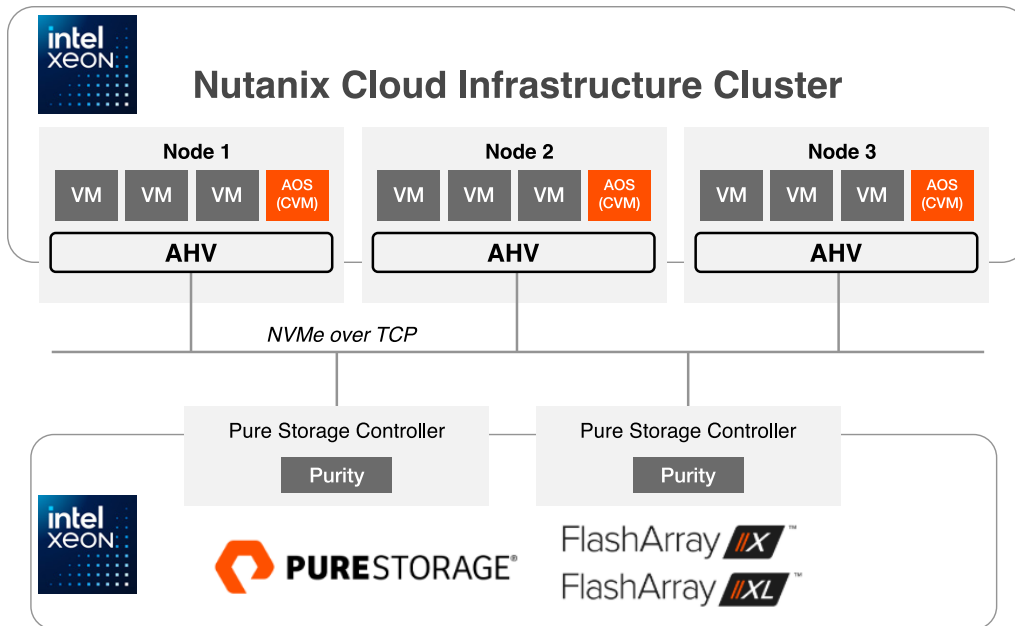 intel
xeon
Nutanix Cloud Infrastructure Cluster
Node 1
Node 2
Node 3
VM VM VM AOS (CVM)
VM VM VM AOS (CVM)
VM VM VM AOS (CVM)
AHV
AHV
AHV
NVMe over TCP
Pure Storage Controller
Pure Storage Controller
Purity
Purity
intel
xeon
PURESTORAGE®
FlashArray //X™
FlashArray //XL™